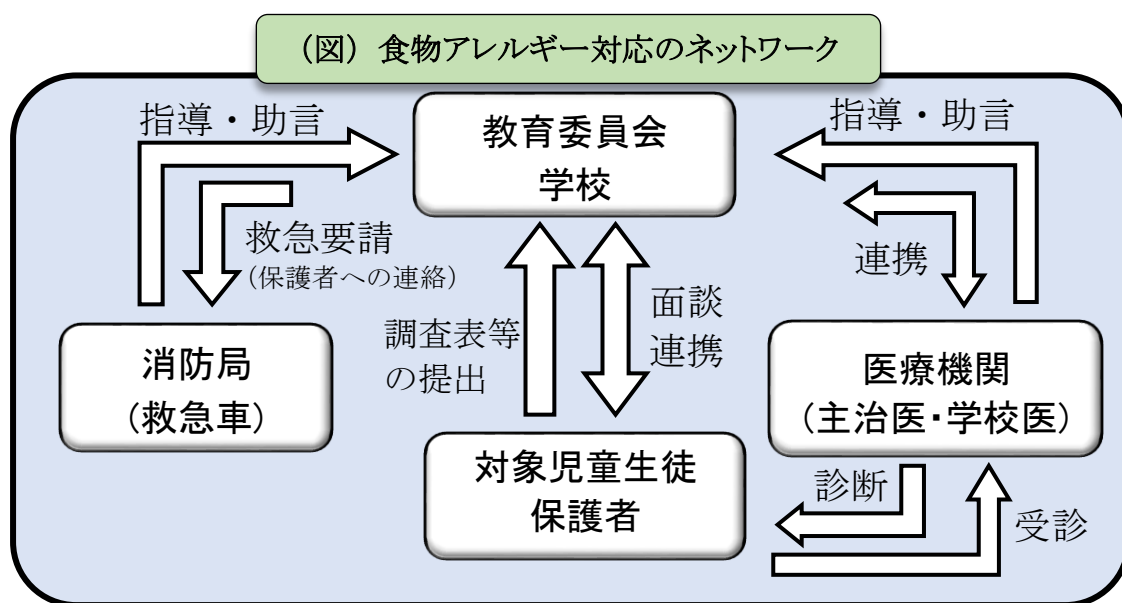 (図) 食物アレルギー対応のネットワーク
指導・助言
教育委員会
学校
指導・助言
救急要請
(保護者への連絡)
連携
調査表等
の提出
面談
連携
消防局
(救急車)
医療機関
(主治医・学校医)
対象児童生徒
保護者
診断
受診